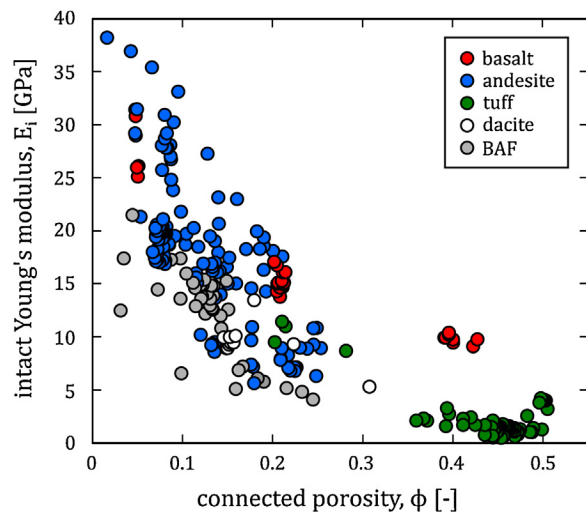 40
35
30
25
20
15
10
5
0
intact Young's modulus, Eᵢ [GPa]
basalt
andesite
tuff
dacite
BAF
0 0.1 0.2 0.3 0.4 0.5
connected porosity, ϕ [-]